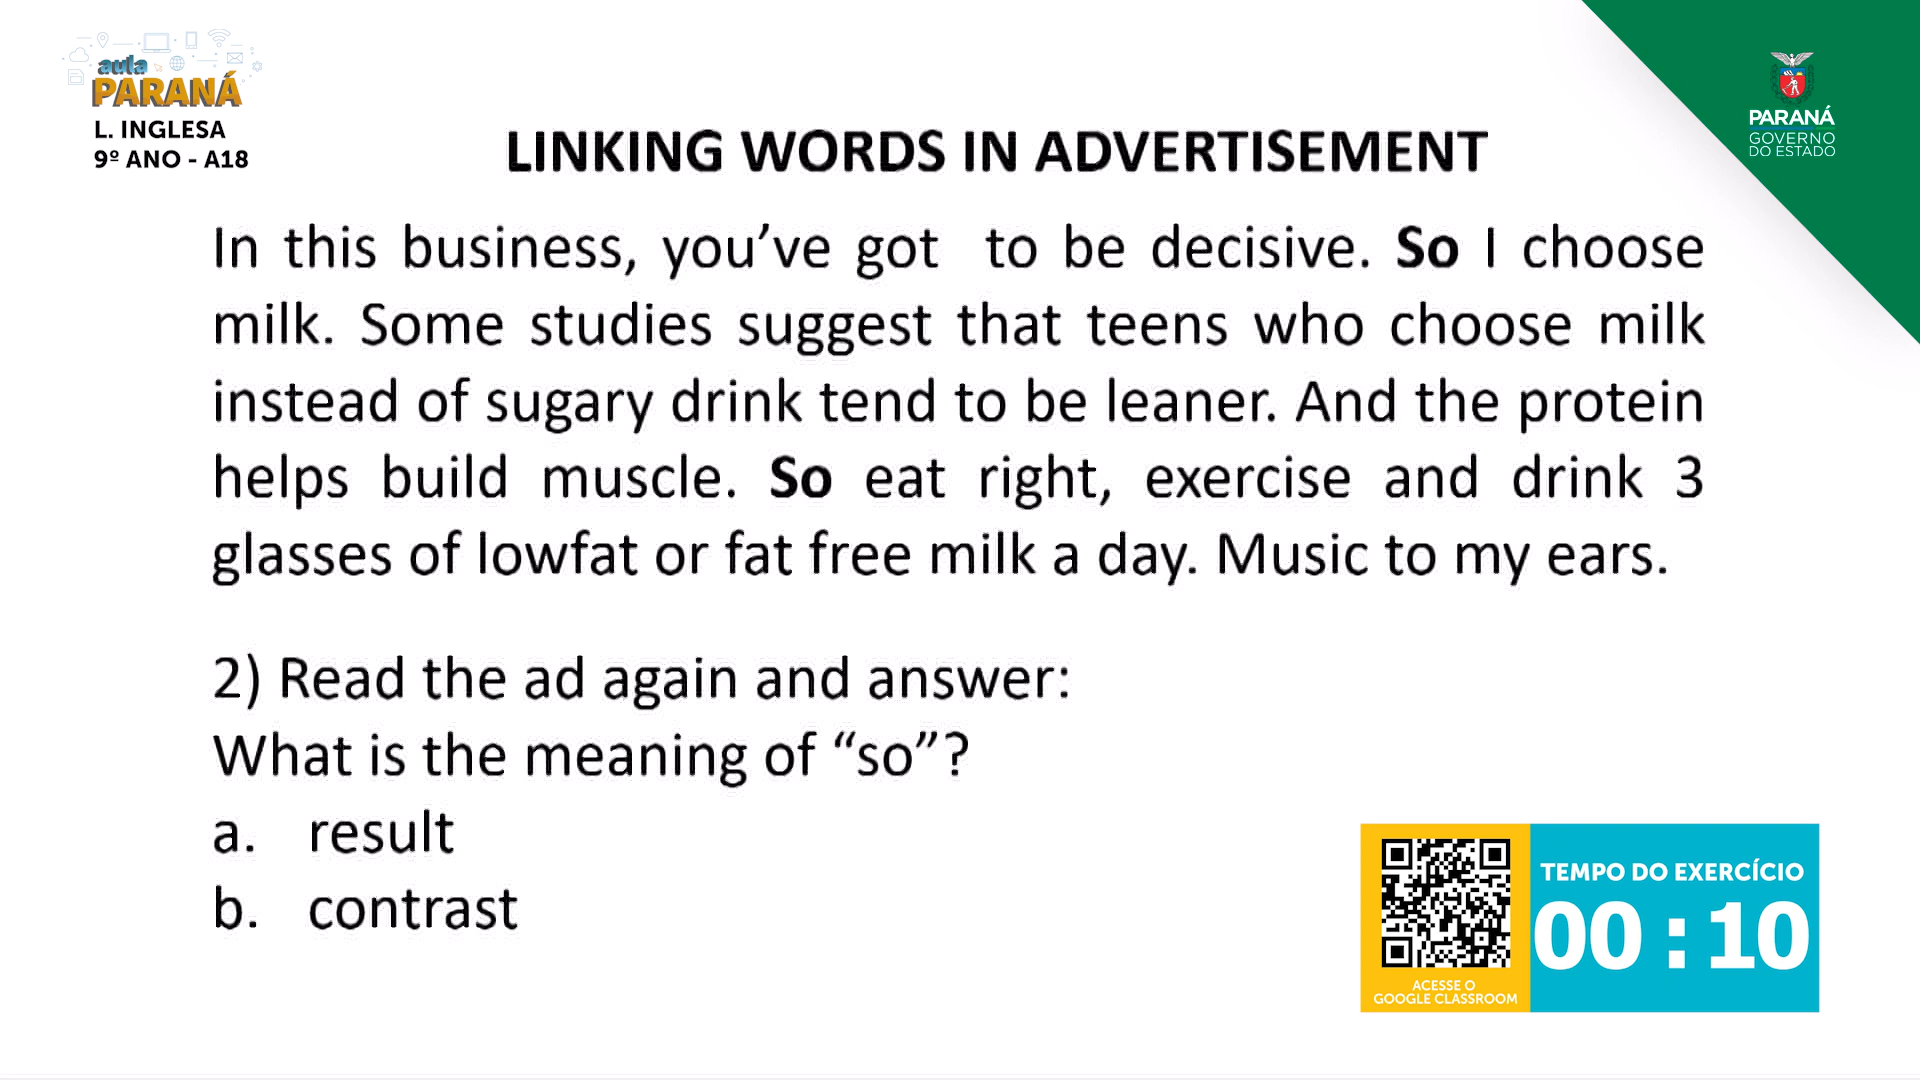 aula
PARANÁ
L. INGLESA
9º ANO - A18
PARANÁ
GOVERNO
DO ESTADO
LINKING WORDS IN ADVERTISEMENT
In this business, you’ve got to be decisive. So I choose
milk. Some studies suggest that teens who choose milk
instead of sugary drink tend to be leaner. And the protein
helps build muscle. So eat right, exercise and drink 3
glasses of lowfat or fat free milk a day. Music to my ears.
2) Read the ad again and answer:
What is the meaning of “so”?
a. result
b. contrast
TEMPO DO EXERCÍCIO
00 : 10
ACESSE O
GOOGLE CLASSROOM